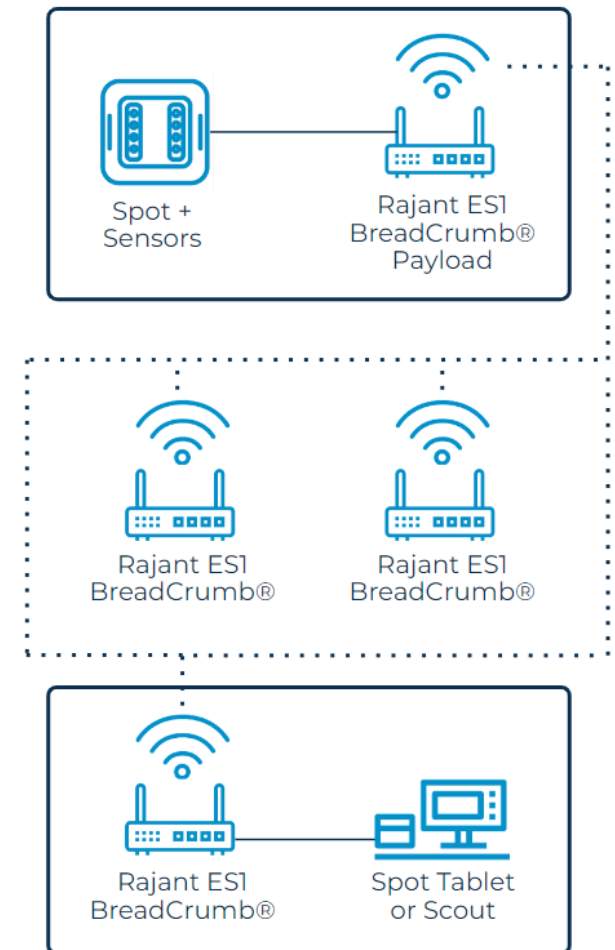 Spot +
Sensors
Rajant ES1
BreadCrumb®
Payload
Rajant ES1
BreadCrumb®
Rajant ES1
BreadCrumb®
Rajant ES1
BreadCrumb®
Spot Tablet
or Scout